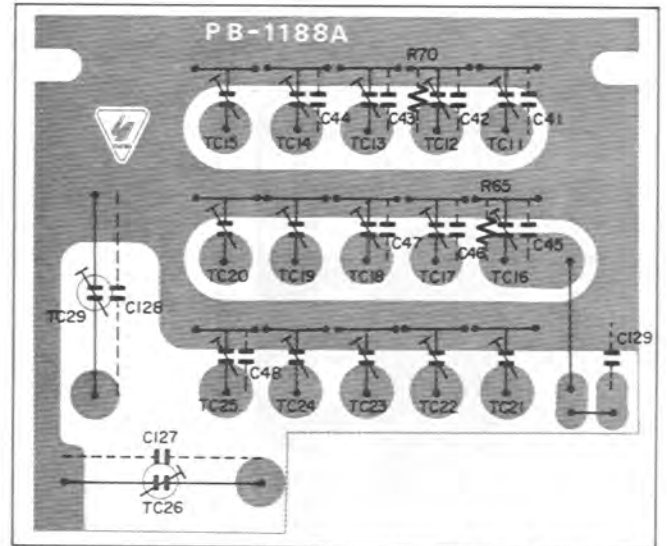 PB-1188A
R70
C44 C43 C42 C41
TC15 TC14 TC13 TC12 TC11
R65
C47 C46 C45
TC20 TC19 TC18 TC17 TC16
TC29 C128
C129
C48
TC25 TC24 TC23 TC22 TC21
C127
TC26